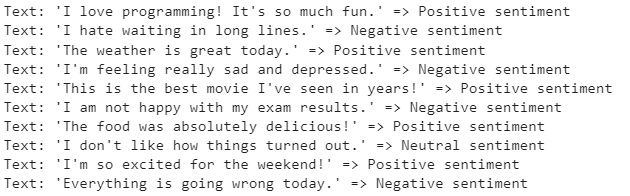 Text: 'I love programming! It's so much fun.' => Positive sentiment
Text: 'I hate waiting in long lines.' => Negative sentiment
Text: 'The weather is great today.' => Positive sentiment
Text: 'I'm feeling really sad and depressed.' => Negative sentiment
Text: 'This is the best movie I've seen in years!' => Positive sentiment
Text: 'I am not happy with my exam results.' => Negative sentiment
Text: 'The food was absolutely delicious!' => Positive sentiment
Text: 'I don't like how things turned out.' => Neutral sentiment
Text: 'I'm so excited for the weekend!' => Positive sentiment
Text: 'Everything is going wrong today.' => Negative sentiment